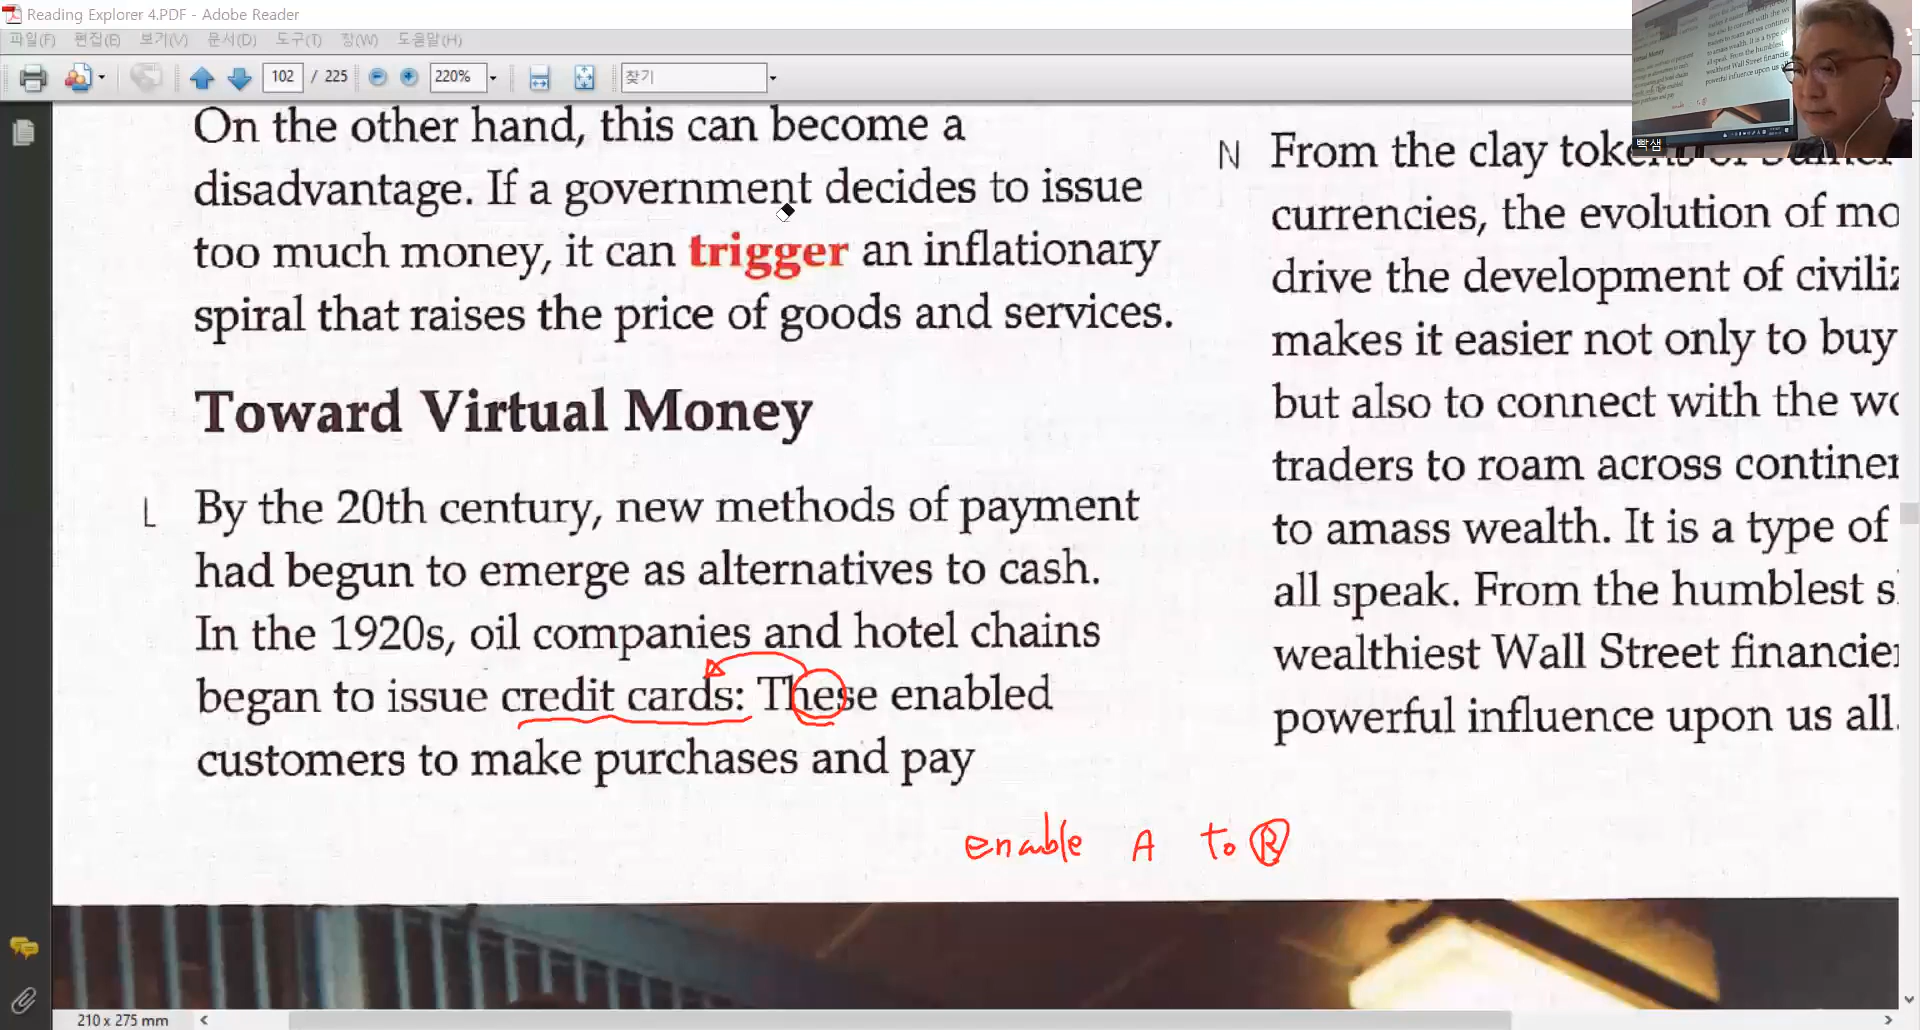 Reading Explorer 4.PDF - Adobe Reader
파일(F) 편집(E) 보기(V) 문서(D) 도구(T) 창(W) 도움말(H)
102 / 225 220% 찾기
빡샘
On the other hand, this can become a
disadvantage. If a government decides to issue
too much money, it can trigger an inflationary
spiral that raises the price of goods and services.
Toward Virtual Money
L By the 20th century, new methods of payment
had begun to emerge as alternatives to cash.
In the 1920s, oil companies and hotel chains
began to issue credit cards: These enabled
customers to make purchases and pay
enable A to B
N From the clay tokens of
currencies, the evolution of mo
drive the development of civiliz
makes it easier not only to buy
but also to connect with the wo
traders to roam across continen
to amass wealth. It is a type of
all speak. From the humblest s
wealthiest Wall Street financie
powerful influence upon us all.
210 x 275 mm